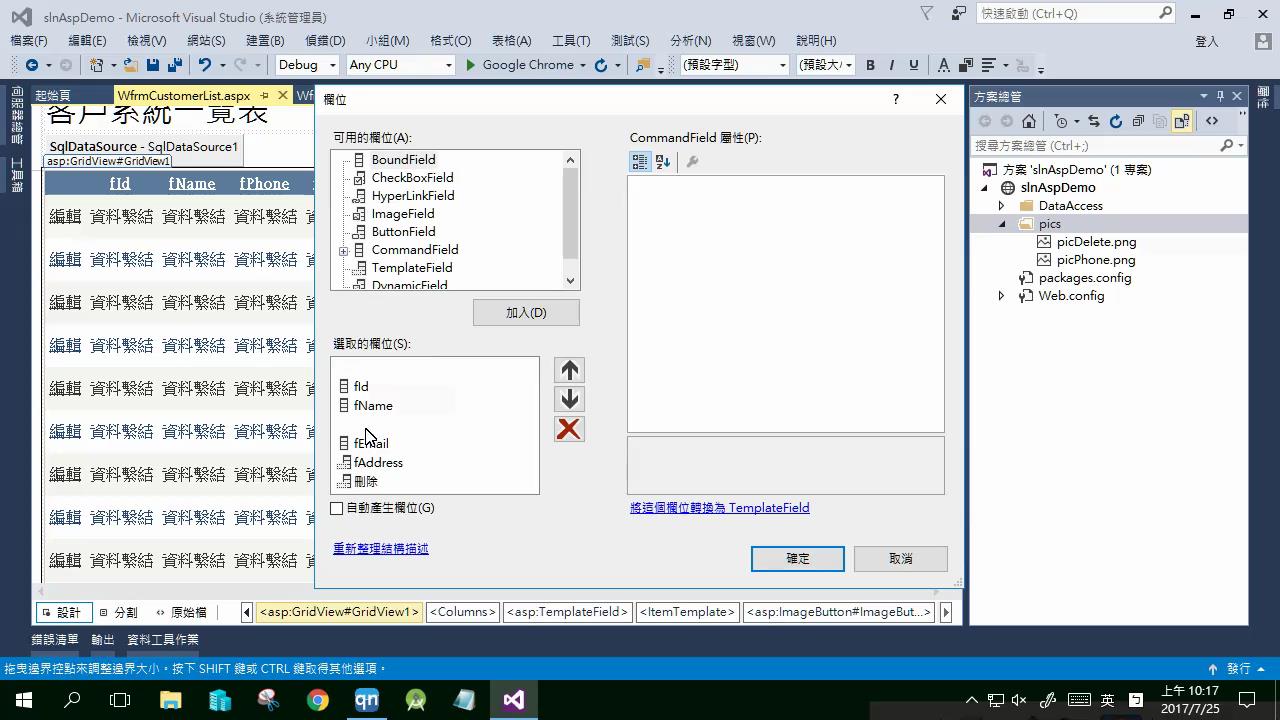 slnAspDemo - Microsoft Visual Studio (系統管理員)
快速啟動 (Ctrl+Q)
檔案(F) 編輯(E) 檢視(V) 網站(S) 建置(B) 偵錯(D) 小組(M) 格式(O) 表格(A) 工具(T) 測試(S) 分析(N) 視窗(W) 說明(H)
登入
Debug Any CPU Google Chrome (預設字型) (預設大
B I U A
伺服器總管
工具箱
起始頁 WfrmCustomerList.aspx
客戶系統一覽表
SqlDataSource - SqlDataSource1
asp:GridView#GridView1
fId fName fPhone
編輯 資料繫結 資料繫結 資料繫結
編輯 資料繫結 資料繫結 資料繫結
編輯 資料繫結 資料繫結 資料繫結
編輯 資料繫結 資料繫結 資料繫結
編輯 資料繫結 資料繫結 資料繫結
編輯 資料繫結 資料繫結 資料繫結
編輯 資料繫結 資料繫結 資料繫結
編輯 資料繫結 資料繫結 資料繫結
編輯 資料繫結 資料繫結 資料繫結
欄位
?
可用的欄位(A):
BoundField
CheckBoxField
HyperLinkField
ImageField
ButtonField
CommandField
TemplateField
DynamicField
加入(D)
選取的欄位(S):
fId
fName
fEmail
fAddress
刪除
自動產生欄位(G)
重新整理結構描述
CommandField 屬性(P):
將這個欄位轉換為 TemplateField
確定 取消
方案總管
搜尋方案總管 (Ctrl+;)
方案 'slnAspDemo' (1 專案)
slnAspDemo
DataAccess
pics
picDelete.png
picPhone.png
packages.config
Web.config
設計 分割 原始檔
<asp:GridView#GridView1> <Columns> <asp:TemplateField> <ItemTemplate> <asp:ImageButton#ImageBut...>
錯誤清單 輸出 資料工具作業
拖曳邊界控點來調整邊界大小。按下 SHIFT 鍵或 CTRL 鍵取得其他選項。
發行
qn
英
上午 10:17
2017/7/25